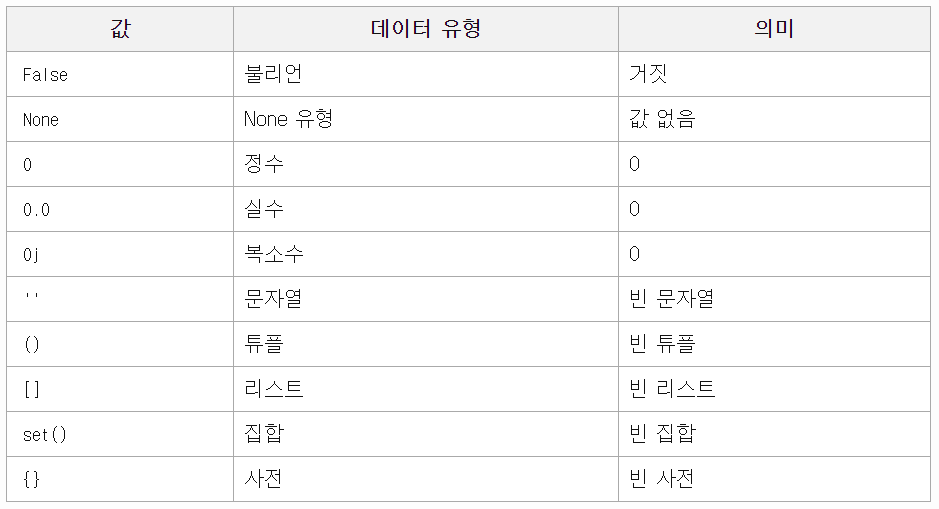 값 데이터 유형 의미
False 불리언 거짓
None None 유형 값 없음
0 정수 0
0.0 실수 0
0j 복소수 0
'' 문자열 빈 문자열
() 튜플 빈 튜플
[] 리스트 빈 리스트
set() 집합 빈 집합
{} 사전 빈 사전